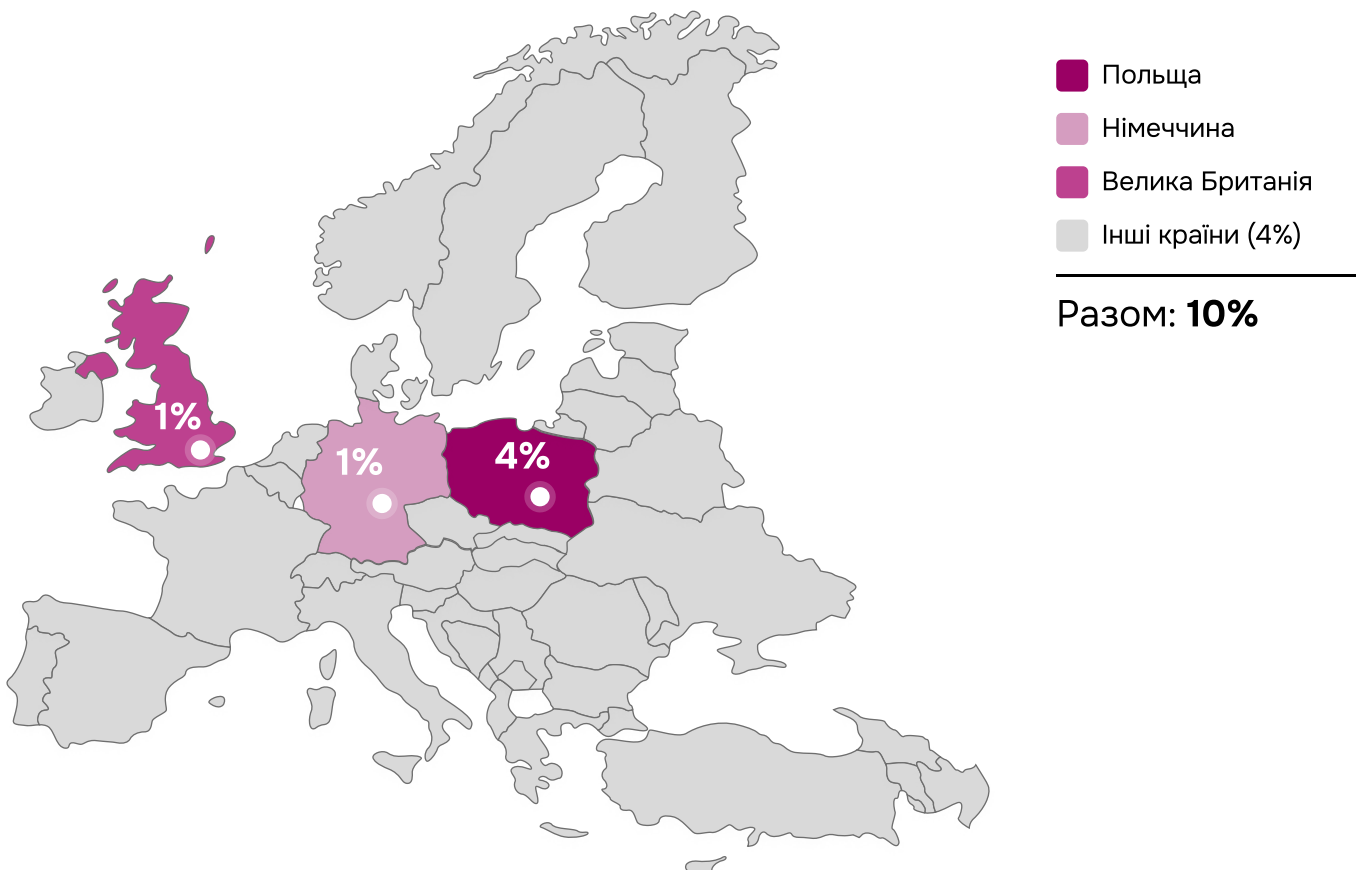 Польща
Німеччина
Велика Британія
Інші країни (4%)
Разом: 10%
1%
1%
4%